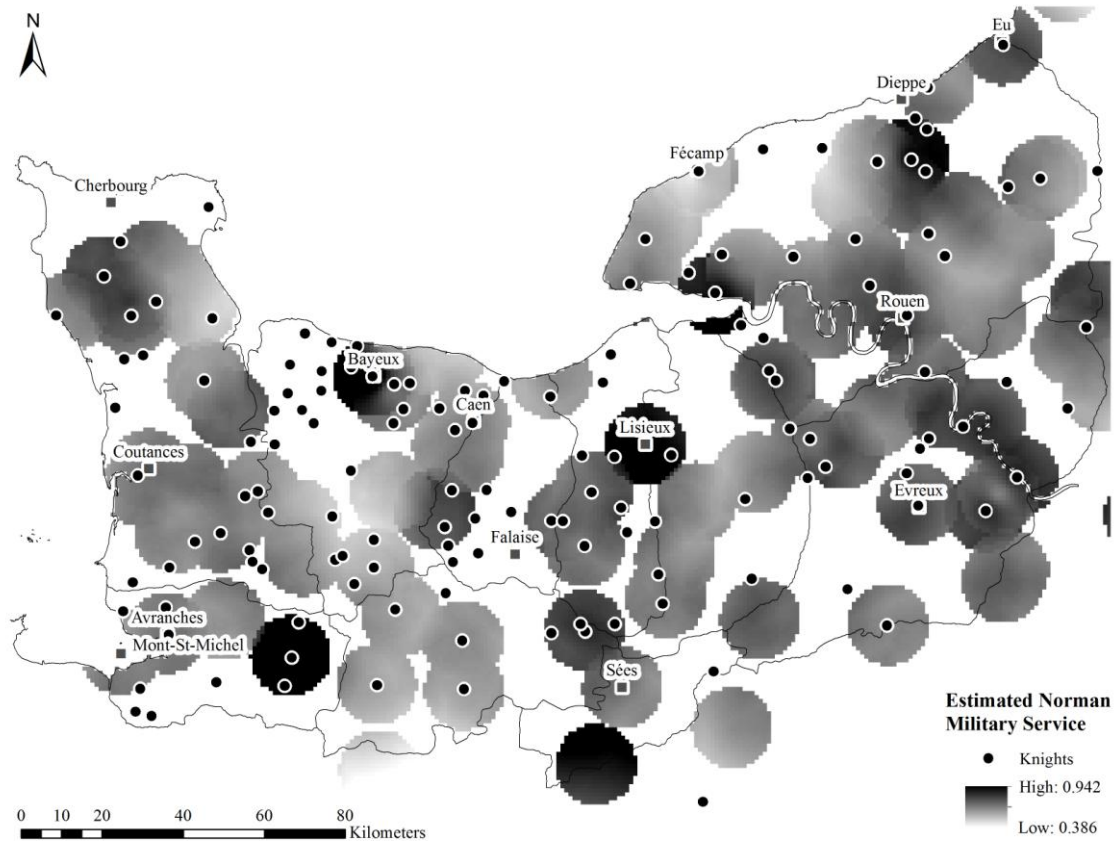 N
Eu
Dieppe
Fécamp
Cherbourg
Rouen
Bayeux
Caen
Lisieux
Coutances
Evreux
Falaise
Avranches
Mont-St-Michel
Sées
Estimated Norman
Military Service
Knights
High: 0.942
Low: 0.386
0 10 20 40 60 80
Kilometers